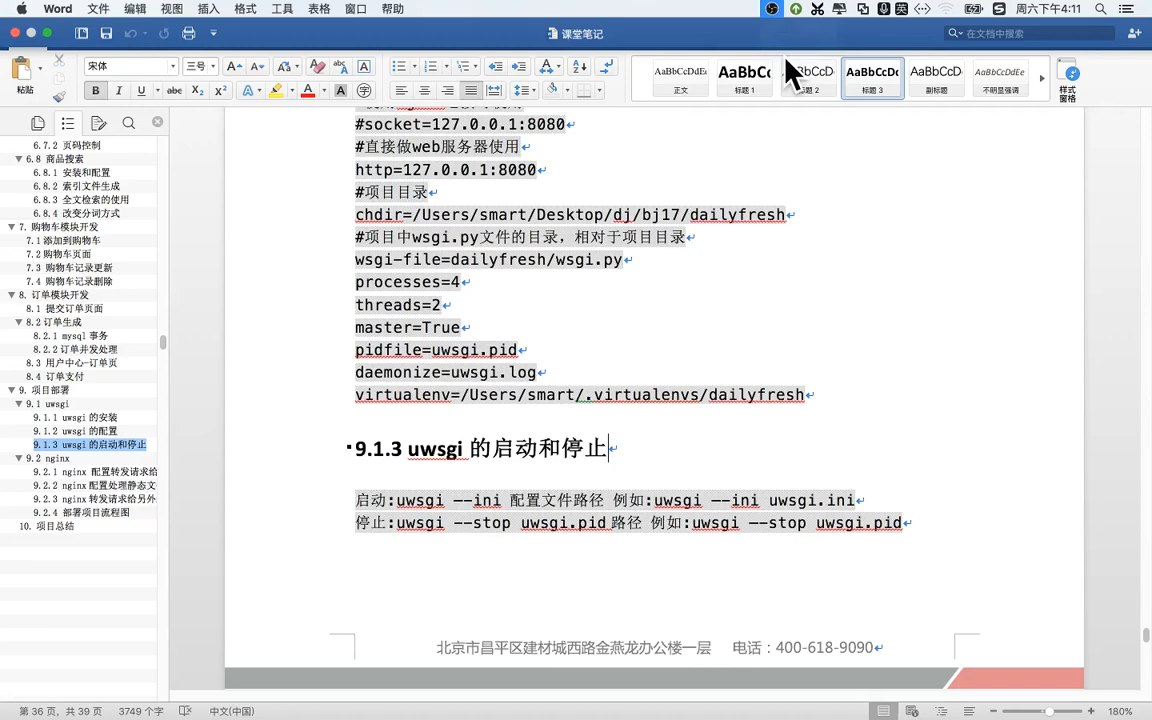 Word 文件 编辑 视图 插入 格式 工具 表格 窗口 帮助 英 周六下午4:11
课堂笔记 在文档中搜索
粘贴 宋体 三号 AaBbCcDdEe 正文 AaBbCc 标题 1 AaBbCcD 标题 2 AaBbCcDc 标题 3 AaBbCcD 副标题 AaBbCcDdEe 不明显强调 样式窗格
6.7.2 页码控制
6.8 商品搜索
6.8.1 安装和配置
6.8.2 索引文件生成
6.8.3 全文检索的使用
6.8.4 改变分词方式
7. 购物车模块开发
7.1 添加到购物车
7.2 购物车页面
7.3 购物车记录更新
7.4 购物车记录删除
8. 订单模块开发
8.1 提交订单页面
8.2 订单生成
8.2.1 mysql 事务
8.2.2 订单并发处理
8.3 用户中心-订单页
8.4 订单支付
9. 项目部署
9.1 uwsgi
9.1.1 uwsgi 的安装
9.1.2 uwsgi 的配置
9.1.3 uwsgi 的启动和停止
9.2 nginx
9.2.1 nginx 配置转发请求给
9.2.2 nginx 配置处理静态文
9.2.3 nginx 转发请求给另外
9.2.4 部署项目流程图
10. 项目总结
#socket=127.0.0.1:8080
#直接做web服务器使用
http=127.0.0.1:8080
#项目目录
chdir=/Users/smart/Desktop/dj/bj17/dailyfresh
#项目中wsgi.py文件的目录，相对于项目目录
wsgi-file=dailyfresh/wsgi.py
processes=4
threads=2
master=True
pidfile=uwsgi.pid
daemonize=uwsgi.log
virtualenv=/Users/smart/.virtualenvs/dailyfresh
9.1.3 uwsgi 的启动和停止
启动:uwsgi --ini 配置文件路径 例如:uwsgi --ini uwsgi.ini
停止:uwsgi --stop uwsgi.pid 路径 例如:uwsgi --stop uwsgi.pid
北京市昌平区建材城西路金燕龙办公楼一层 电话：400-618-9090
第 36 页，共 39 页 3749 个字 中文(中国) 180%